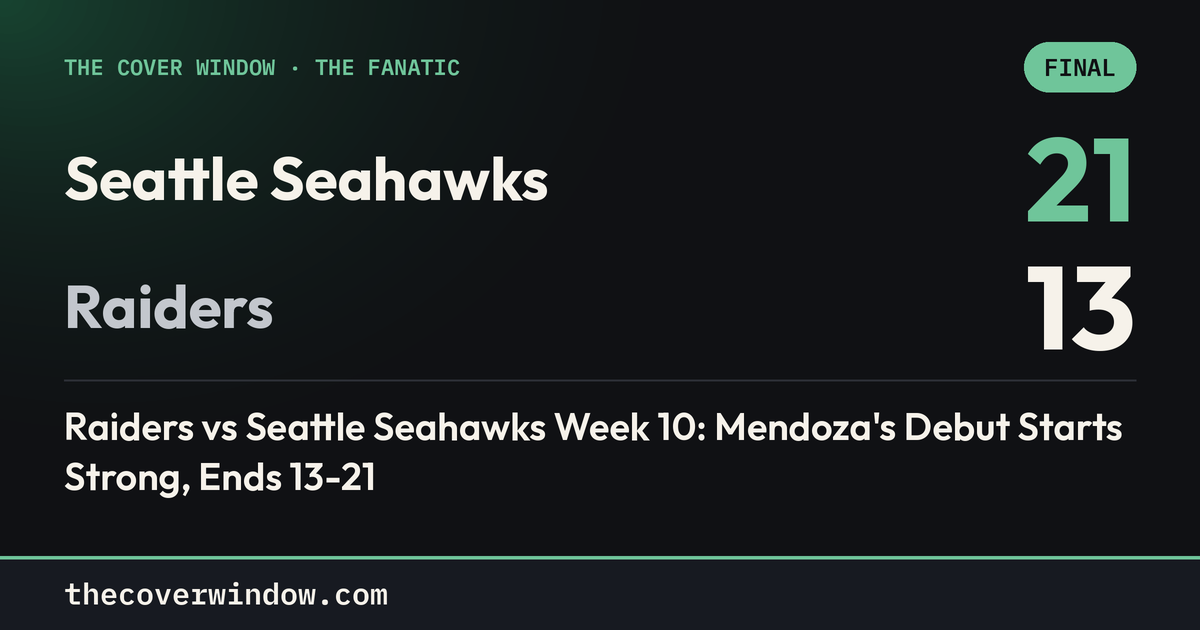 THE COVER WINDOW · THE FANATIC
FINAL
Seattle Seahawks
21
Raiders
13
Raiders vs Seattle Seahawks Week 10: Mendoza's Debut Starts
Strong, Ends 13-21
thecoverwindow.com